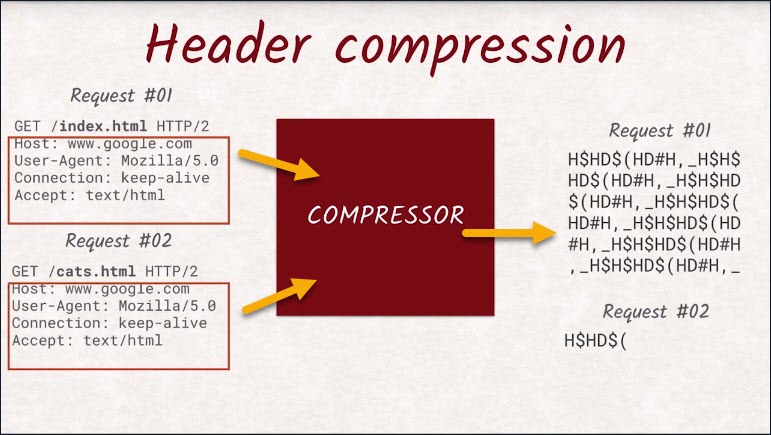 Header compression
Request #01
GET /index.html HTTP/2
Host: www.google.com
User-Agent: Mozilla/5.0
Connection: keep-alive
Accept: text/html
Request #02
GET /cats.html HTTP/2
Host: www.google.com
User-Agent: Mozilla/5.0
Connection: keep-alive
Accept: text/html
COMPRESSOR
Request #01
H$HD$(HD#H,_H$H$
HD$(HD#H,_H$H$HD
$(HD#H,_H$H$HD$(
HD#H,_H$H$HD$(HD
#H,_H$H$HD$(HD#H
,_H$H$HD$(HD#H,_
Request #02
H$HD$(